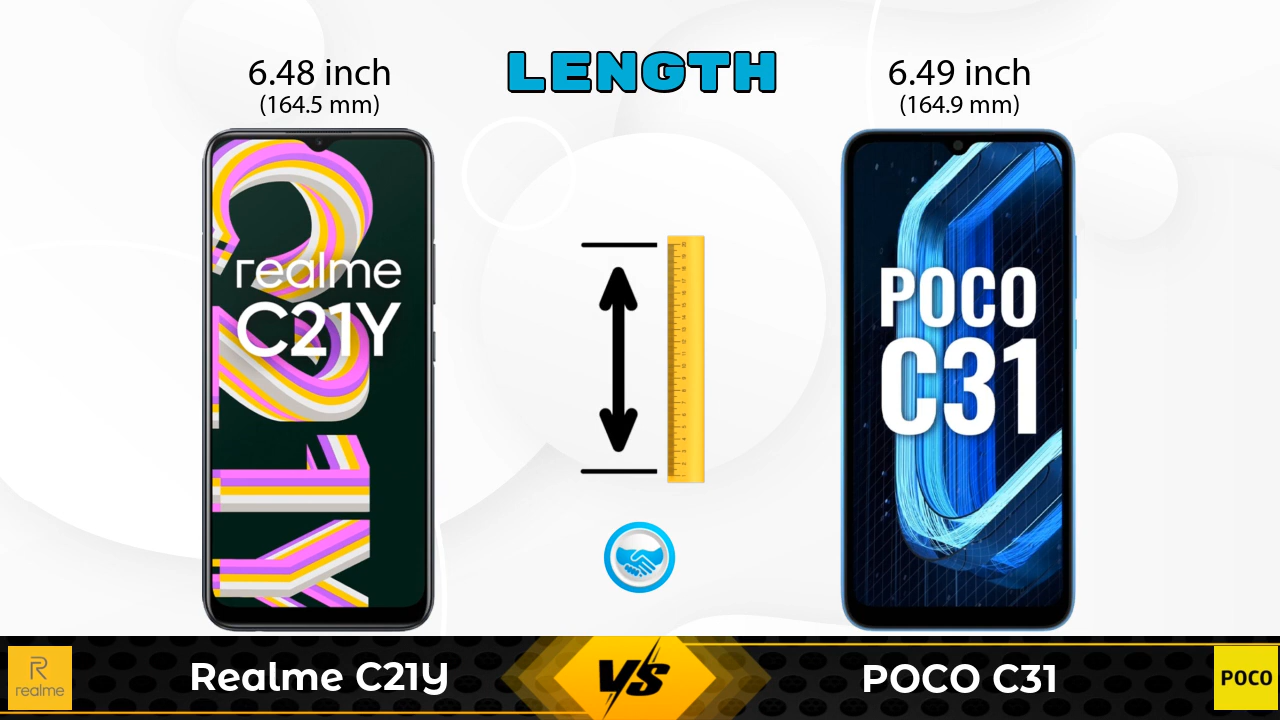 LENGTH
6.48 inch
(164.5 mm)
6.49 inch
(164.9 mm)
realme
C21Y
POCO
C31
realme
Realme C21Y
VS
POCO C31
POCO